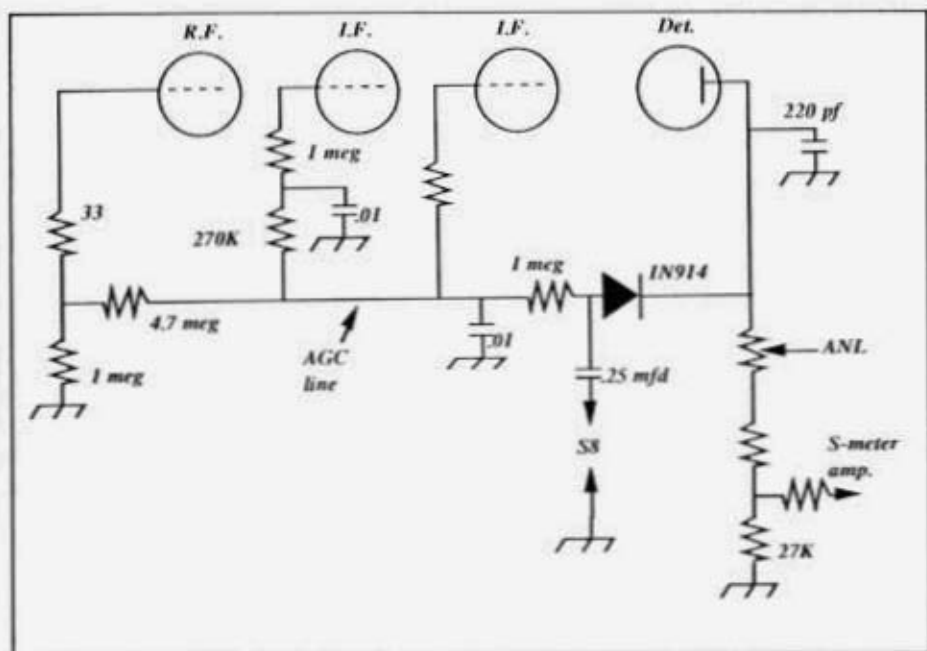 R.F.
I.F.
I.F.
Det.
220 pf
1 meg
.01
33
270K
1 meg
IN914
4.7 meg
.01
ANL
AGC
line
1 meg
.25 mfd
S8
S-meter
amp.
27K